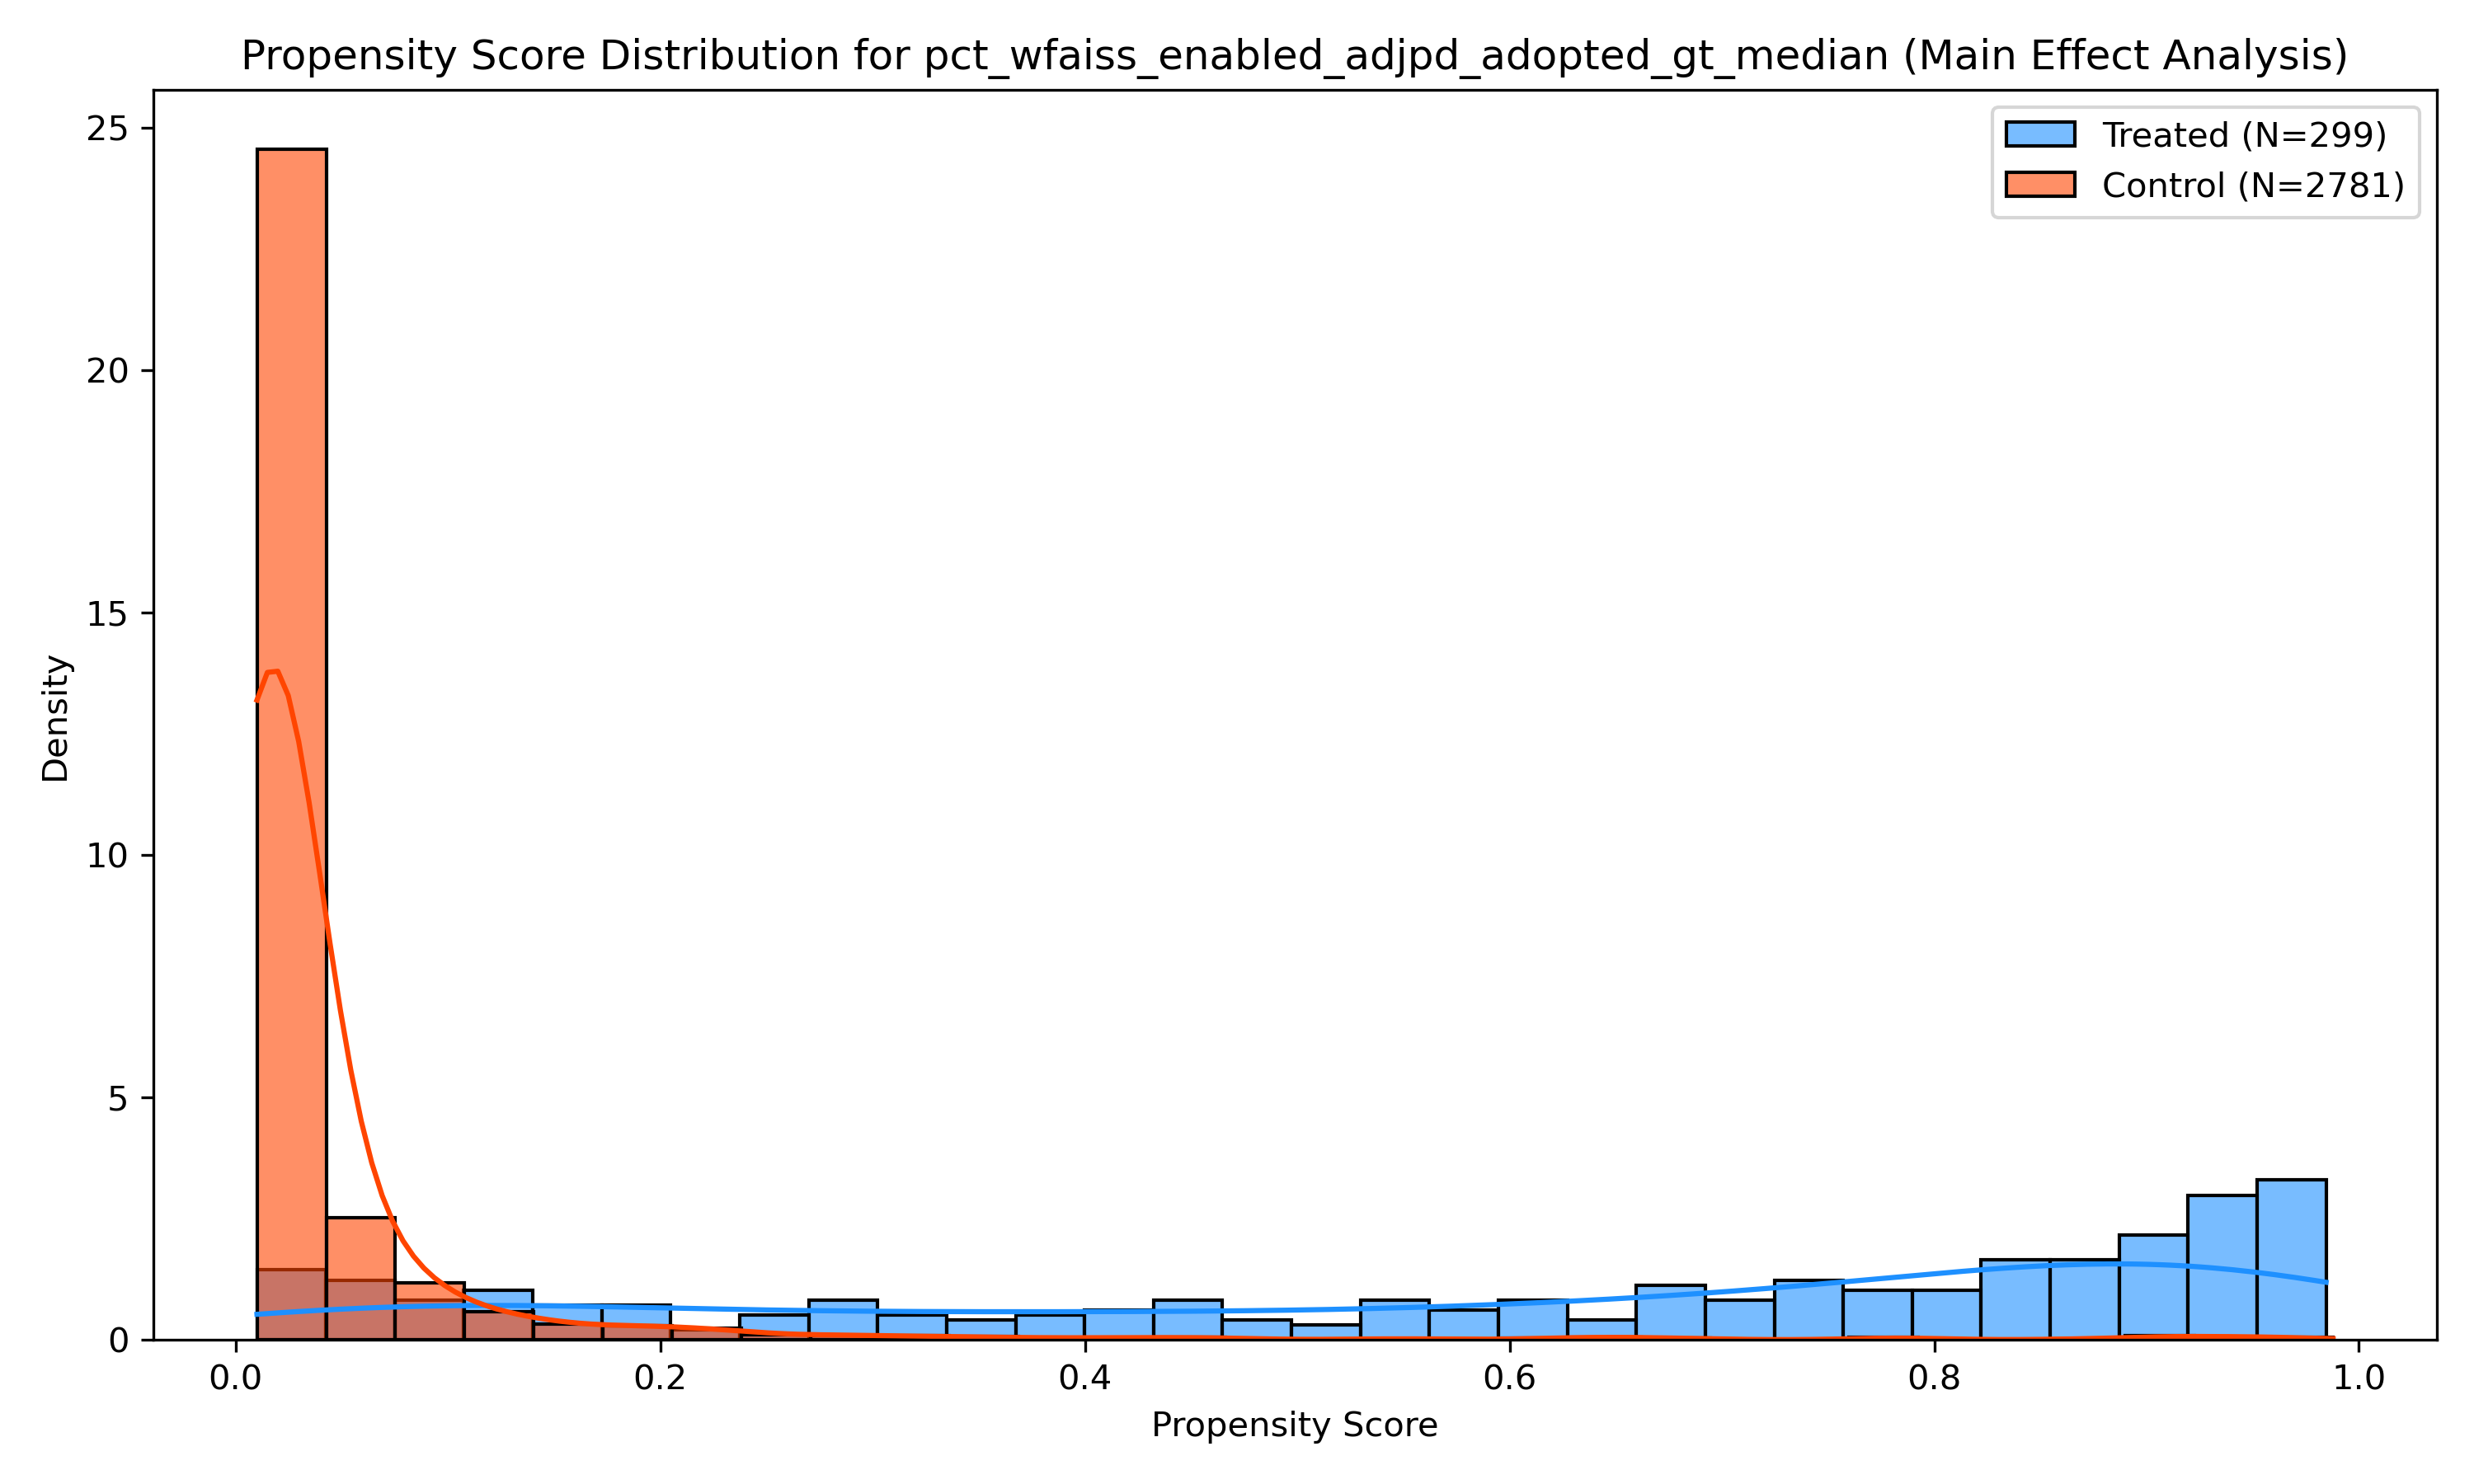 Propensity Score Distribution for pct_wfaiss_enabled_adjpd_adopted_gt_median (Main Effect Analysis)
Treated (N=299)
Control (N=2781)
25
20
15
10
5
0
Density
0.0 0.2 0.4 0.6 0.8 1.0
Propensity Score